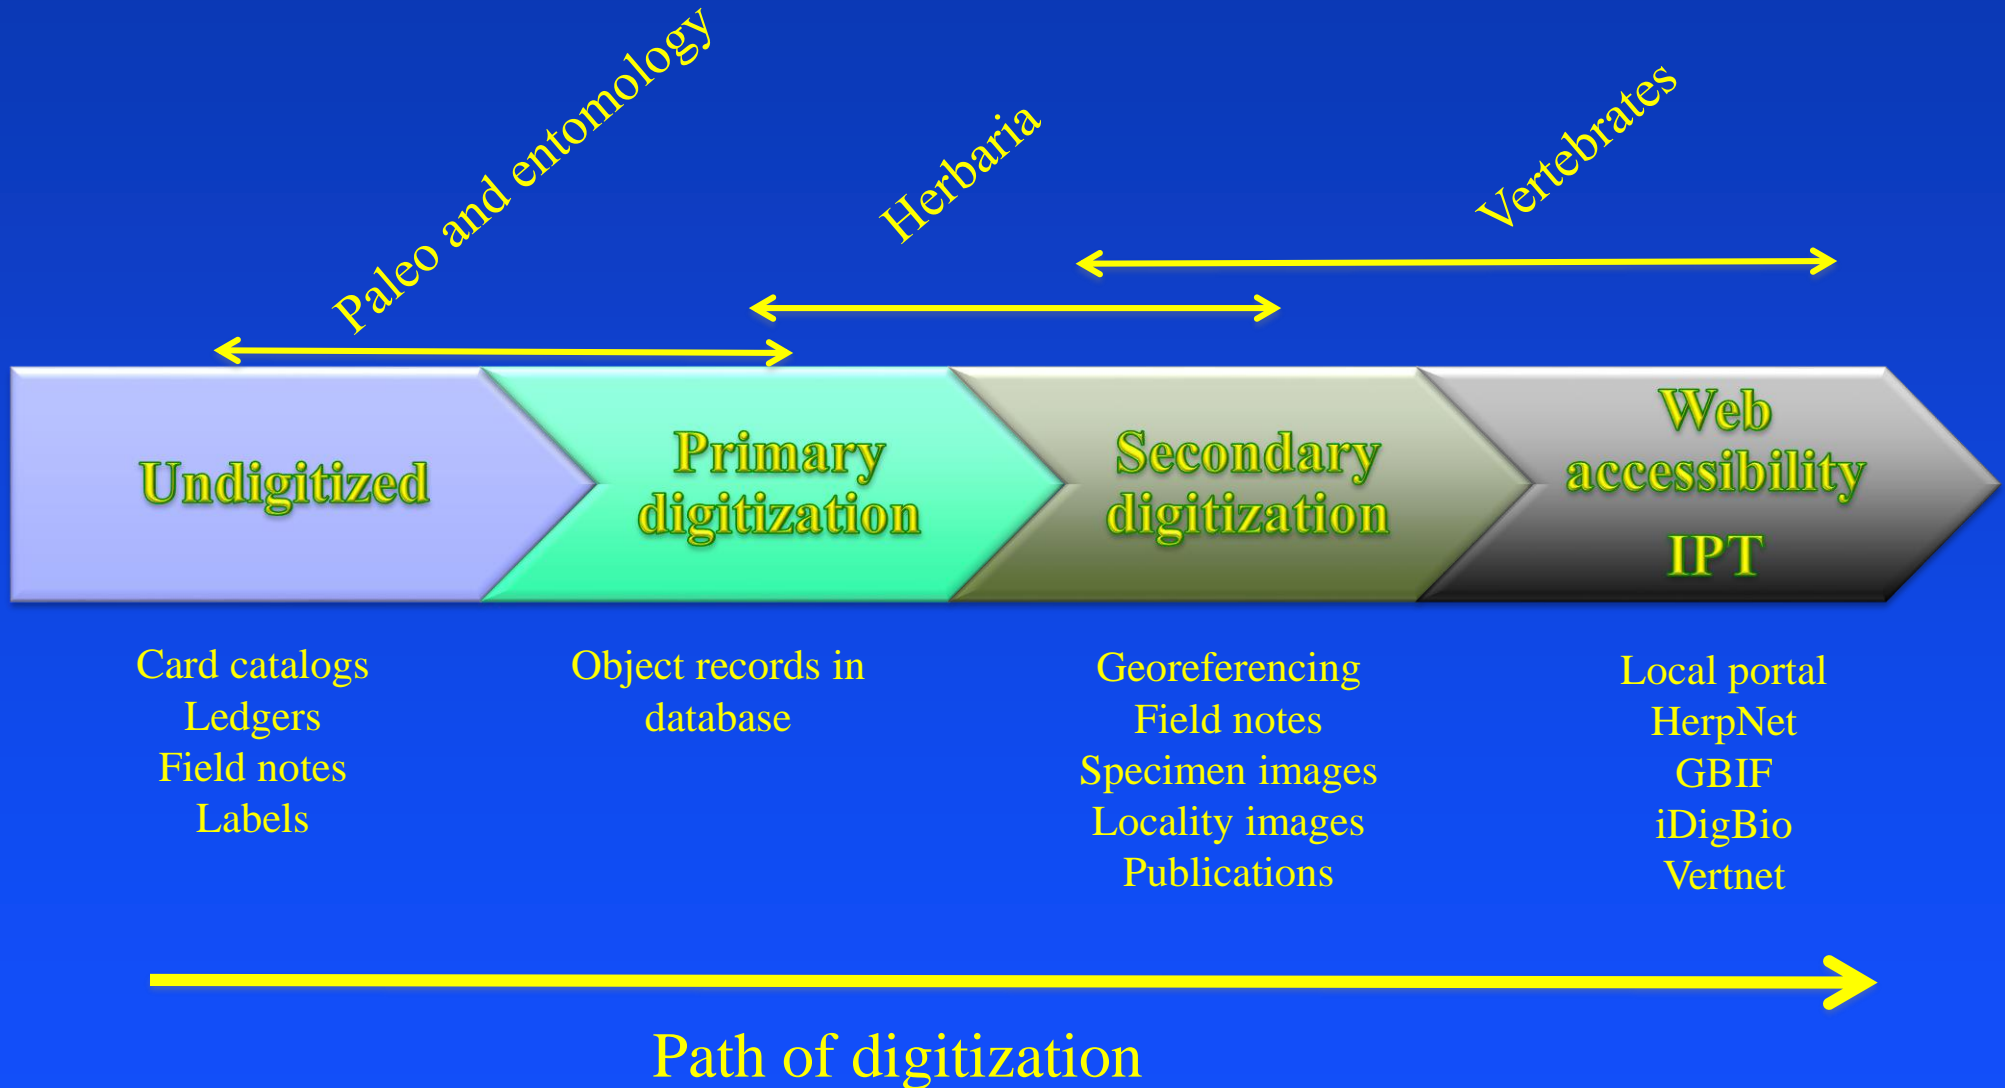 Paleo and entomology
Herbaria
Vertebrates
Undigitized
Primary
digitization
Secondary
digitization
Web
accessibility
IPT
Card catalogs
Ledgers
Field notes
Labels
Object records in
database
Georeferencing
Field notes
Specimen images
Locality images
Publications
Local portal
HerpNet
GBIF
iDigBio
Vertnet
Path of digitization